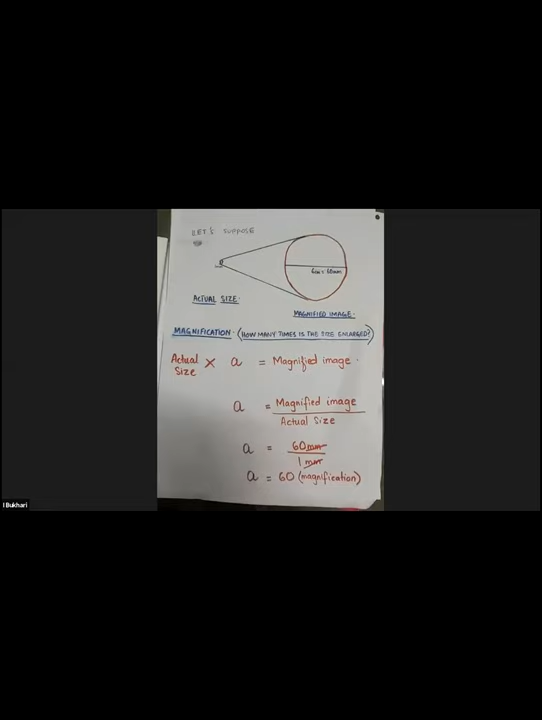 LET'S SUPPOSE
6cm = 60mm
ACTUAL SIZE.
MAGNIFIED IMAGE.
MAGNIFICATION. (HOW MANY TIMES IS THE SIZE ENLARGED?)
Actual Size × a = Magnified image.
a = Magnified image
Actual Size
a = 60mm
1mm
a = 60 (magnification)
I Bukhari